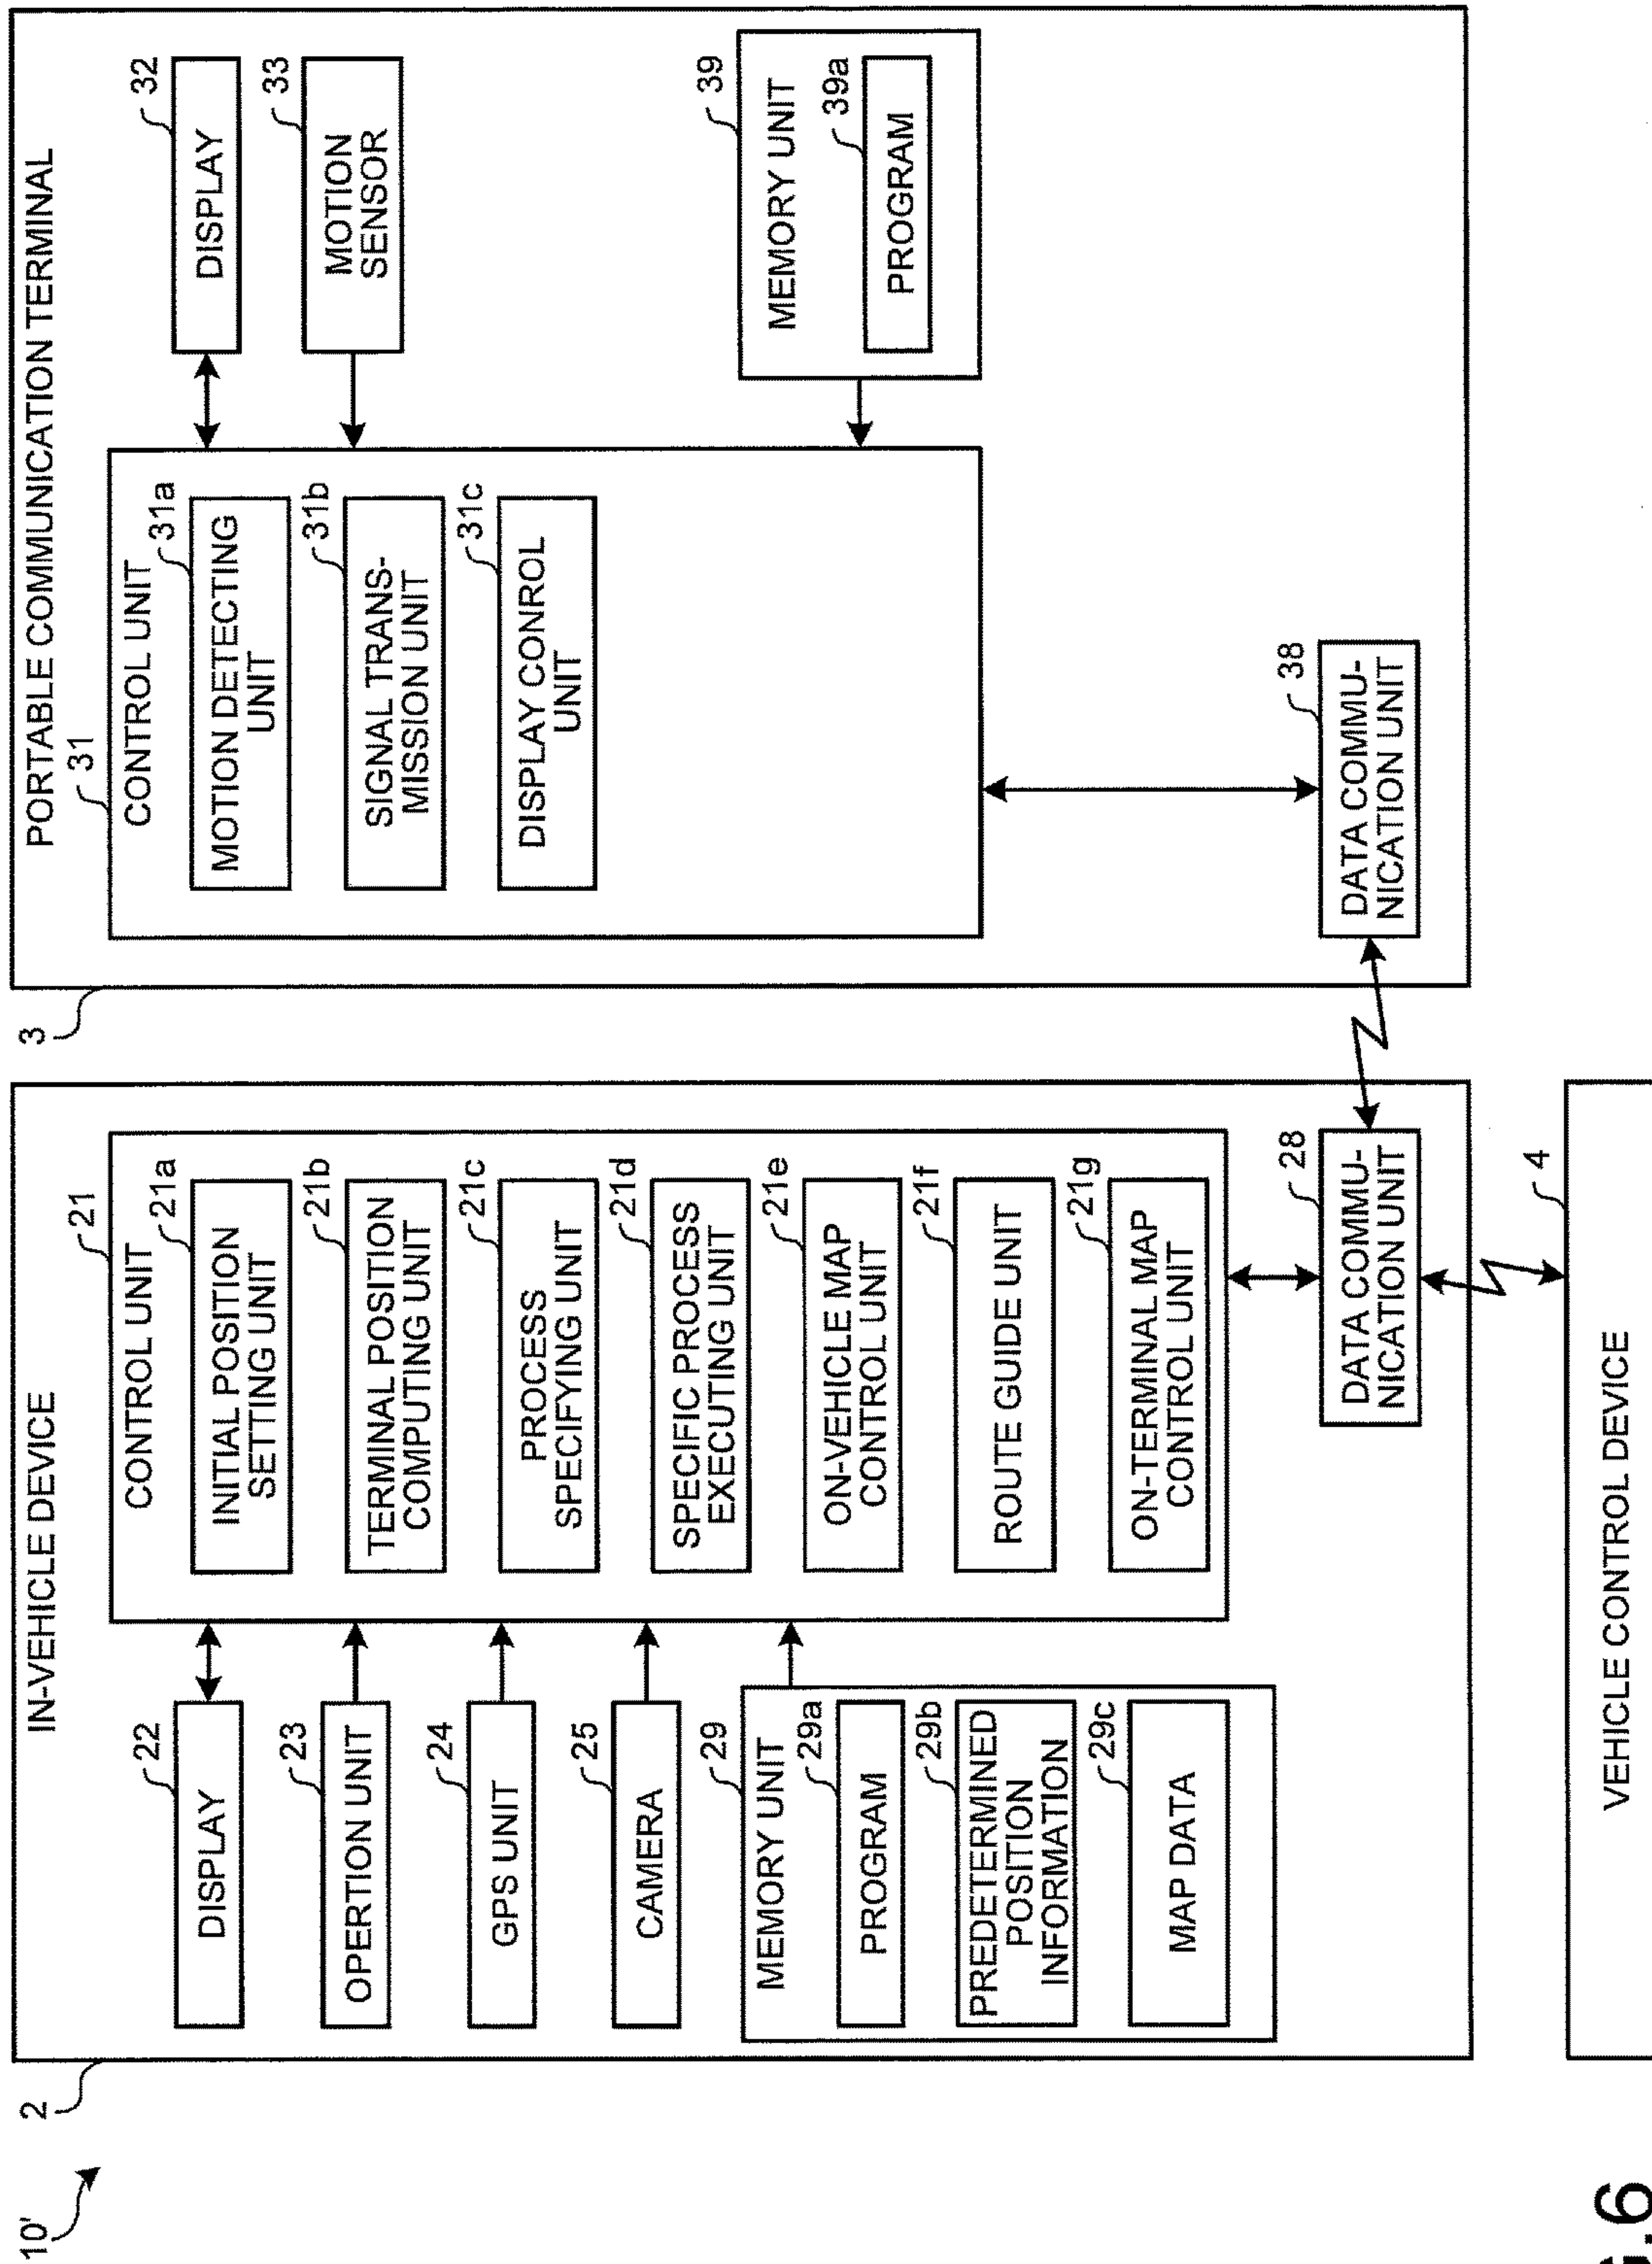 10'
2
IN-VEHICLE DEVICE
22
DISPLAY
23
OPERTION UNIT
24
GPS UNIT
25
CAMERA
29
MEMORY UNIT
29a
PROGRAM
29b
PREDETERMINED
POSITION
INFORMATION
29c
MAP DATA
21
CONTROL UNIT
21a
INITIAL POSITION
SETTING UNIT
21b
TERMINAL POSITION
COMPUTING UNIT
21c
PROCESS
SPECIFYING UNIT
21d
SPECIFIC PROCESS
EXECUTING UNIT
21e
ON-VEHICLE MAP
CONTROL UNIT
21f
ROUTE GUIDE UNIT
21g
ON-TERMINAL MAP
CONTROL UNIT
28
DATA COMMU-
NICATION UNIT
4
VEHICLE CONTROL DEVICE
3
PORTABLE COMMUNICATION TERMINAL
31
CONTROL UNIT
31a
MOTION DETECTING
UNIT
31b
SIGNAL TRANS-
MISSION UNIT
31c
DISPLAY CONROL
UNIT
32
DISPLAY
33
MOTION
SENSOR
39
MEMORY UNIT
39a
PROGRAM
38
DATA COMMU-
NICATION UNIT
G.6